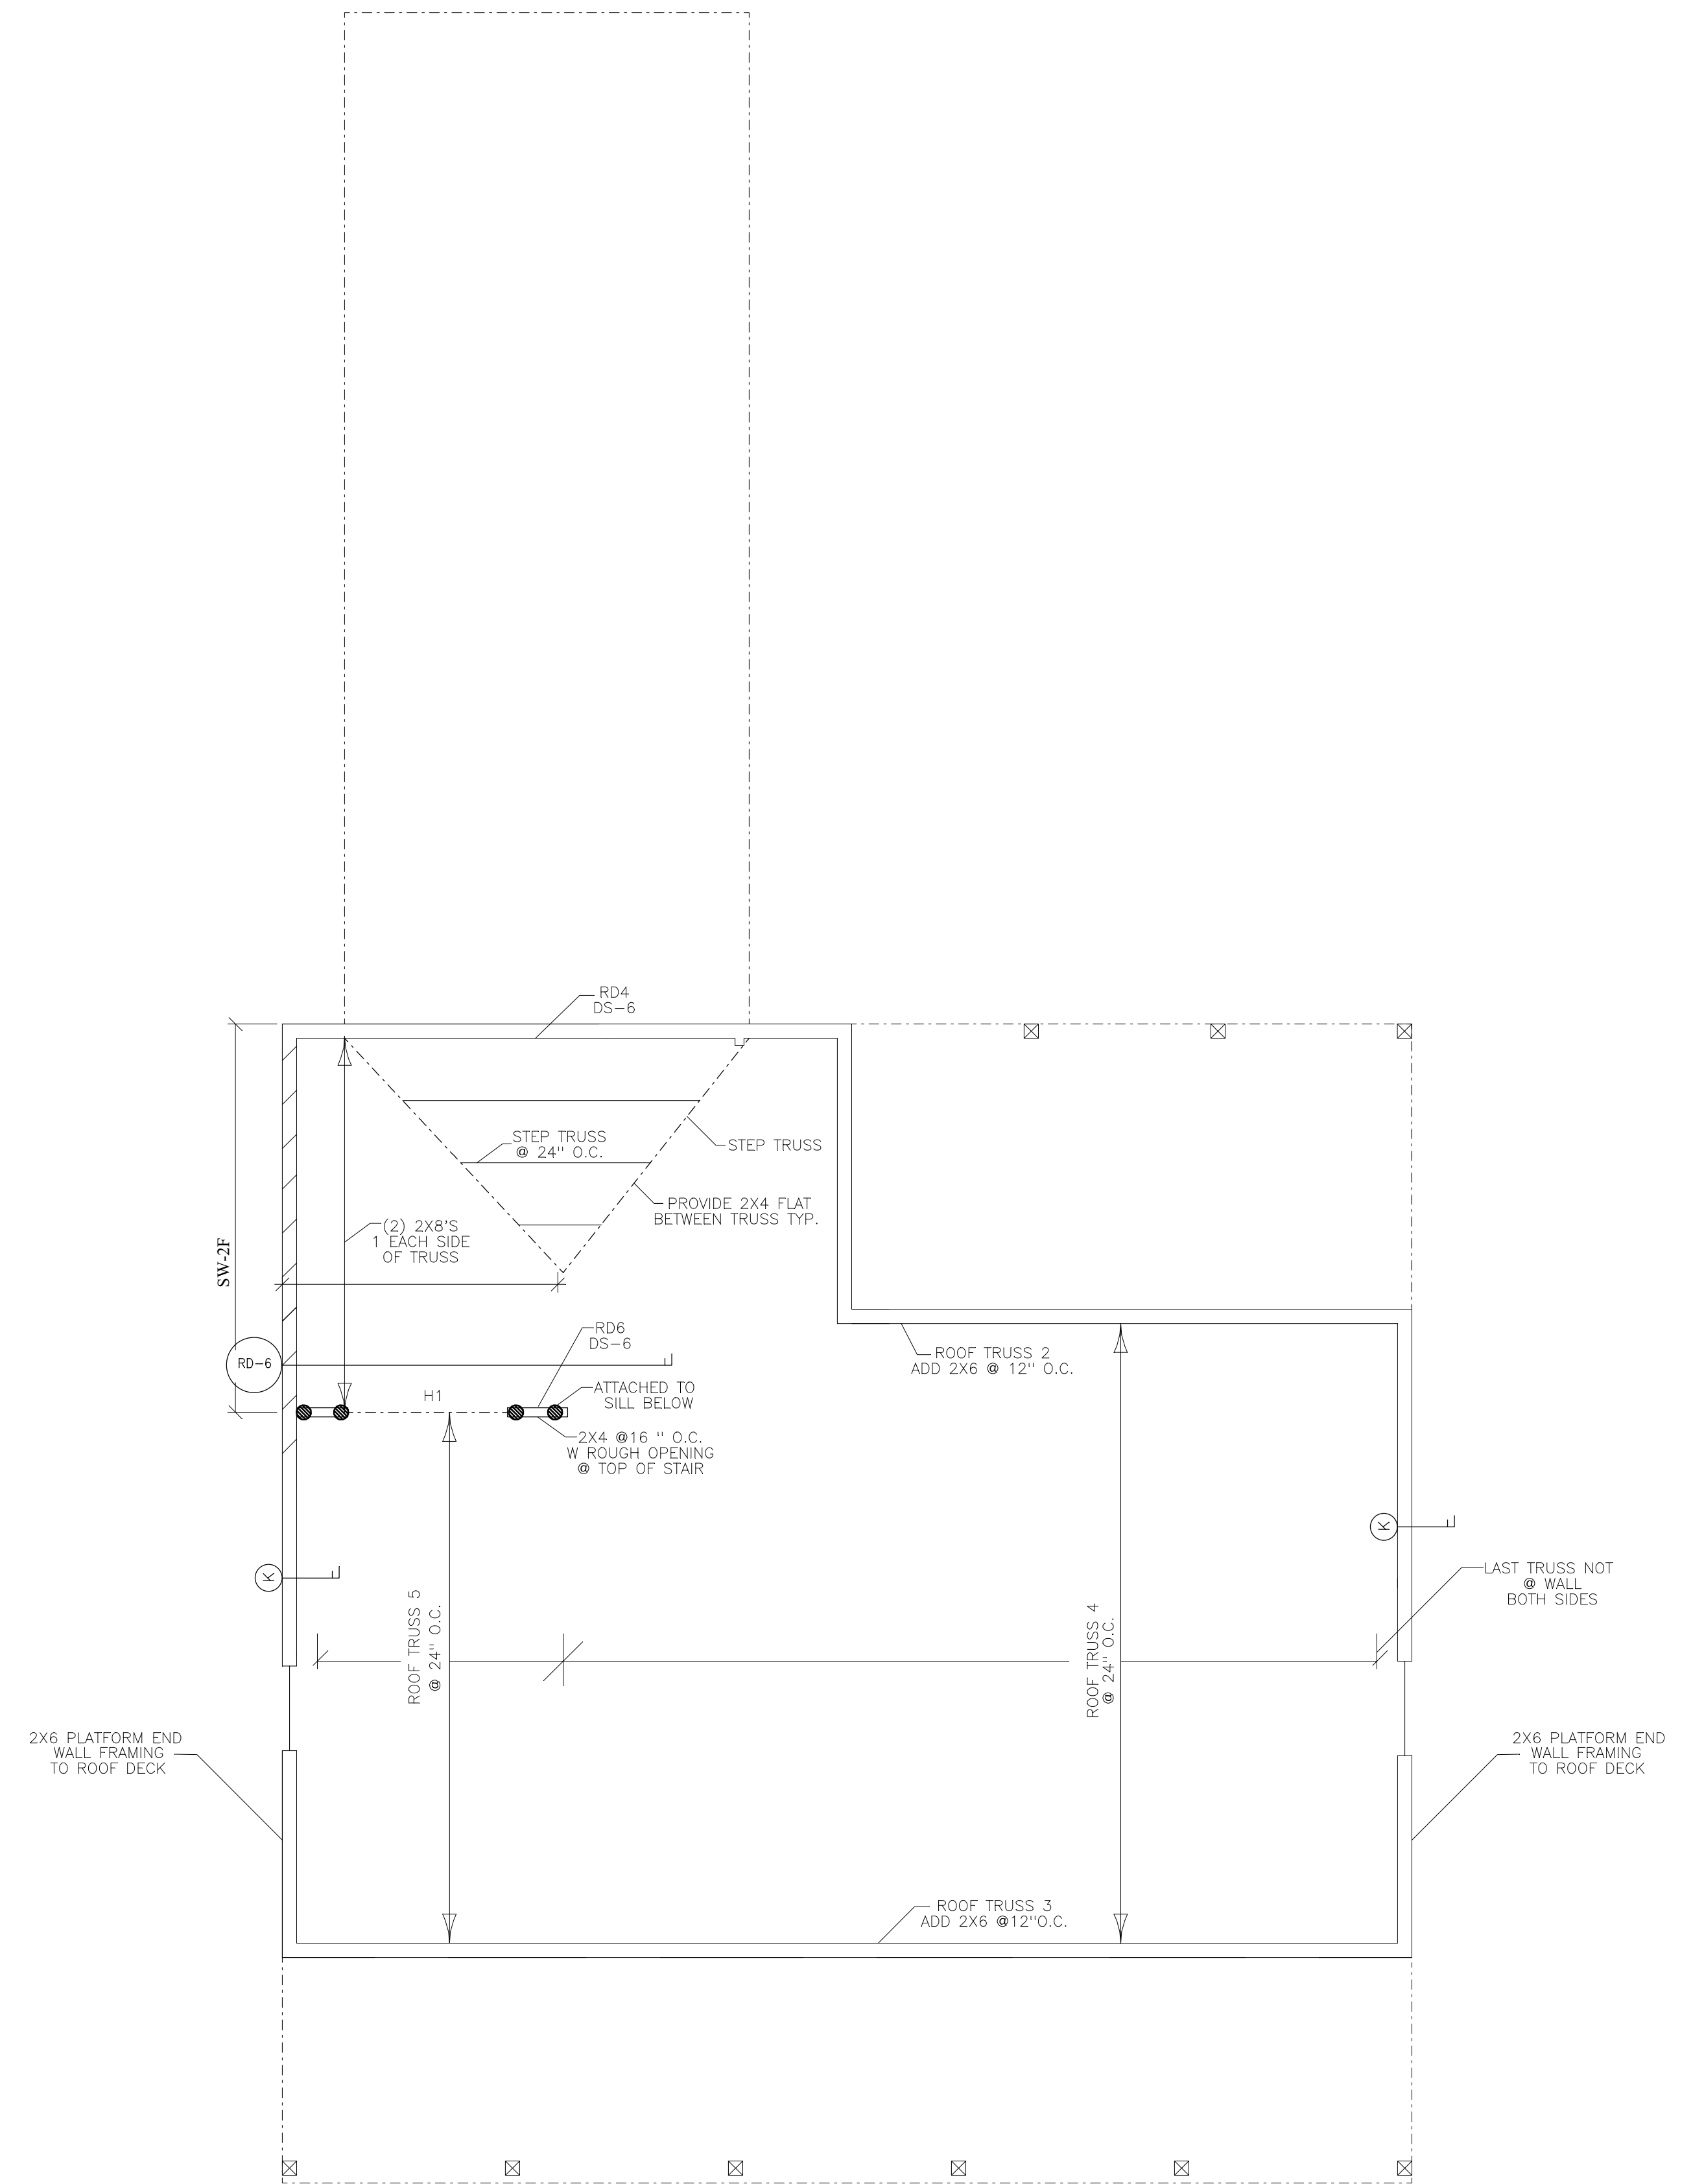 RD4
DS-6
STEP TRUSS
@ 24" O.C.
STEP TRUSS
PROVIDE 2X4 FLAT
BETWEEN TRUSS TYP.
(2) 2X8'S
1 EACH SIDE
OF TRUSS
SW-2F
RD6
DS-6
RD-6
ROOF TRUSS 2
ADD 2X6 @ 12" O.C.
H1
ATTACHED TO
SILL BELOW
2X4 @16 " O.C.
W ROUGH OPENING
@ TOP OF STAIR
K
K
LAST TRUSS NOT
@ WALL
BOTH SIDES
ROOF TRUSS 5
@ 24" O.C.
ROOF TRUSS 4
@ 24" O.C.
2X6 PLATFORM END
WALL FRAMING
TO ROOF DECK
2X6 PLATFORM END
WALL FRAMING
TO ROOF DECK
ROOF TRUSS 3
ADD 2X6 @12"O.C.